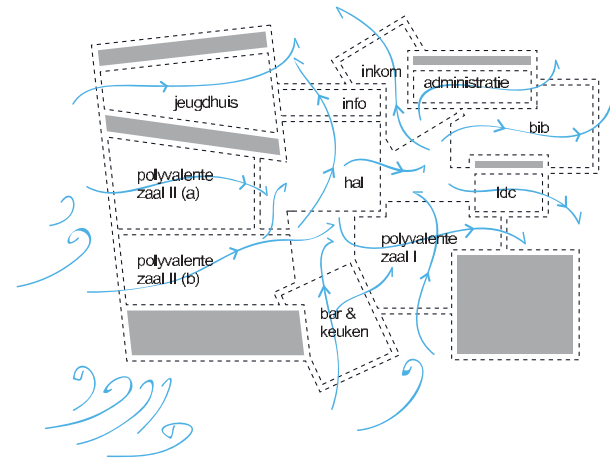 inkom
administratie
jeugdhuis
info
bib
polyvalente
zaal II (a)
hal
ldc
polyvalente
zaal I
polyvalente
zaal II (b)
bar &
keuken